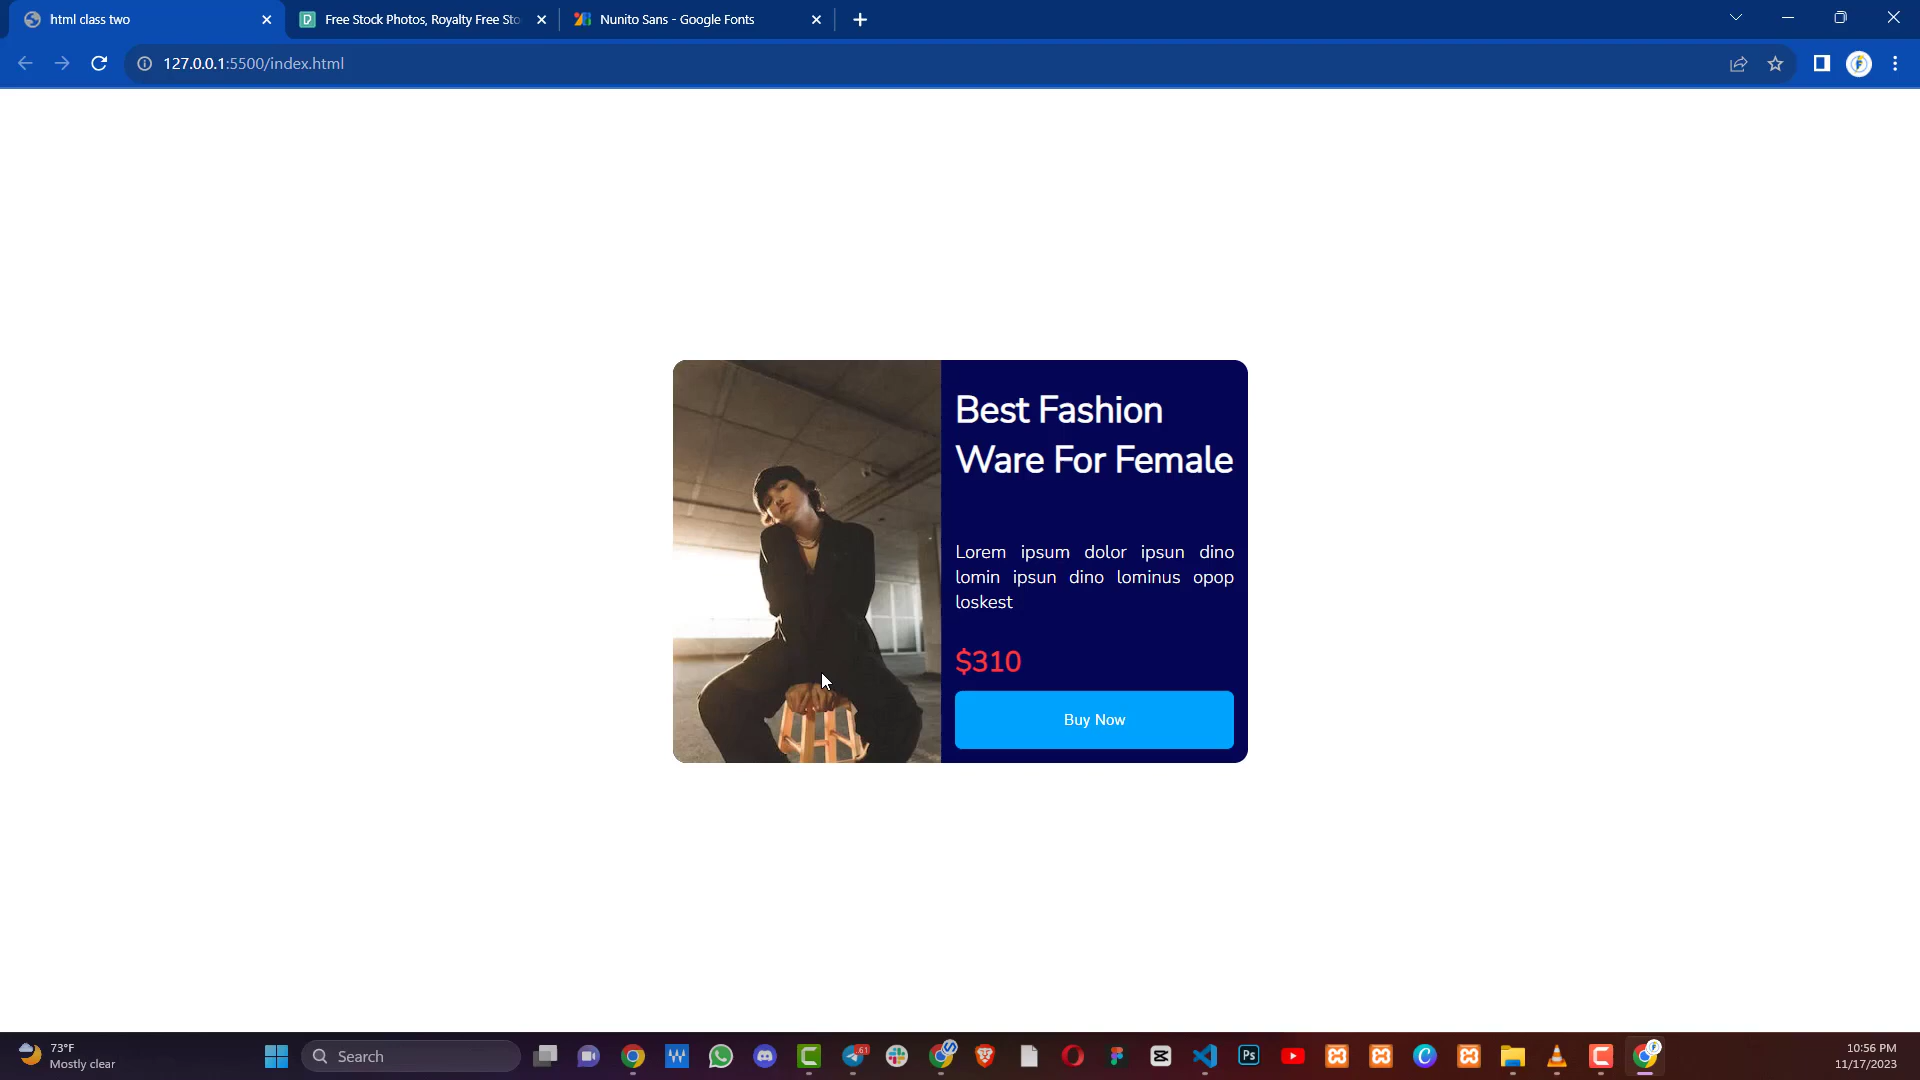 html class two
Free Stock Photos, Royalty Free Sto
Nunito Sans - Google Fonts
127.0.0.1:5500/index.html
Best Fashion
Ware For Female
Lorem ipsum dolor ipsun dino
lomin ipsun dino lominus opop
loskest
$310
Buy Now
73°F
Mostly clear
Search
61
Ps
10:56 PM
11/17/2023